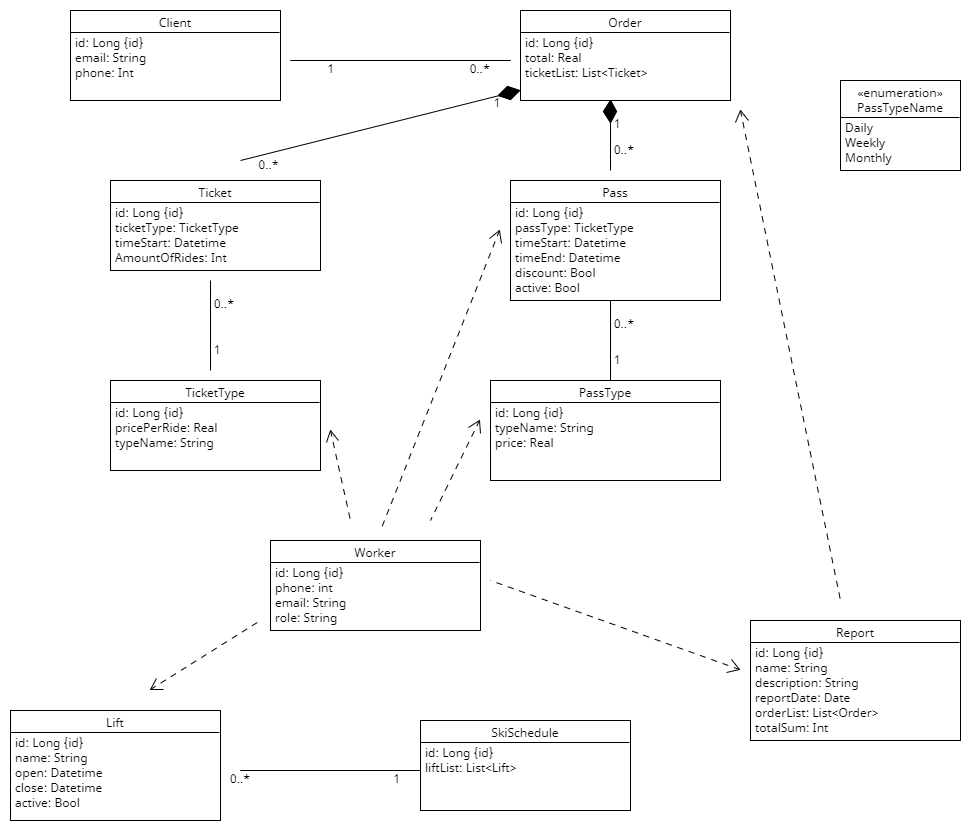 Client
id: Long {id}
email: String
phone: Int
1
0..*
Order
id: Long {id}
total: Real
ticketList: List<Ticket>
«enumeration»
PassTypeName
Daily
Weekly
Monthly
1
0..*
1
0..*
Ticket
id: Long {id}
ticketType: TicketType
timeStart: Datetime
AmountOfRides: Int
Pass
id: Long {id}
passType: TicketType
timeStart: Datetime
timeEnd: Datetime
discount: Bool
active: Bool
0..*
1
0..*
1
TicketType
id: Long {id}
pricePerRide: Real
typeName: String
PassType
id: Long {id}
typeName: String
price: Real
Worker
id: Long {id}
phone: int
email: String
role: String
Report
id: Long {id}
name: String
description: String
reportDate: Date
orderList: List<Order>
totalSum: Int
Lift
id: Long {id}
name: String
open: Datetime
close: Datetime
active: Bool
0..*
1
SkiSchedule
id: Long {id}
liftList: List<Lift>